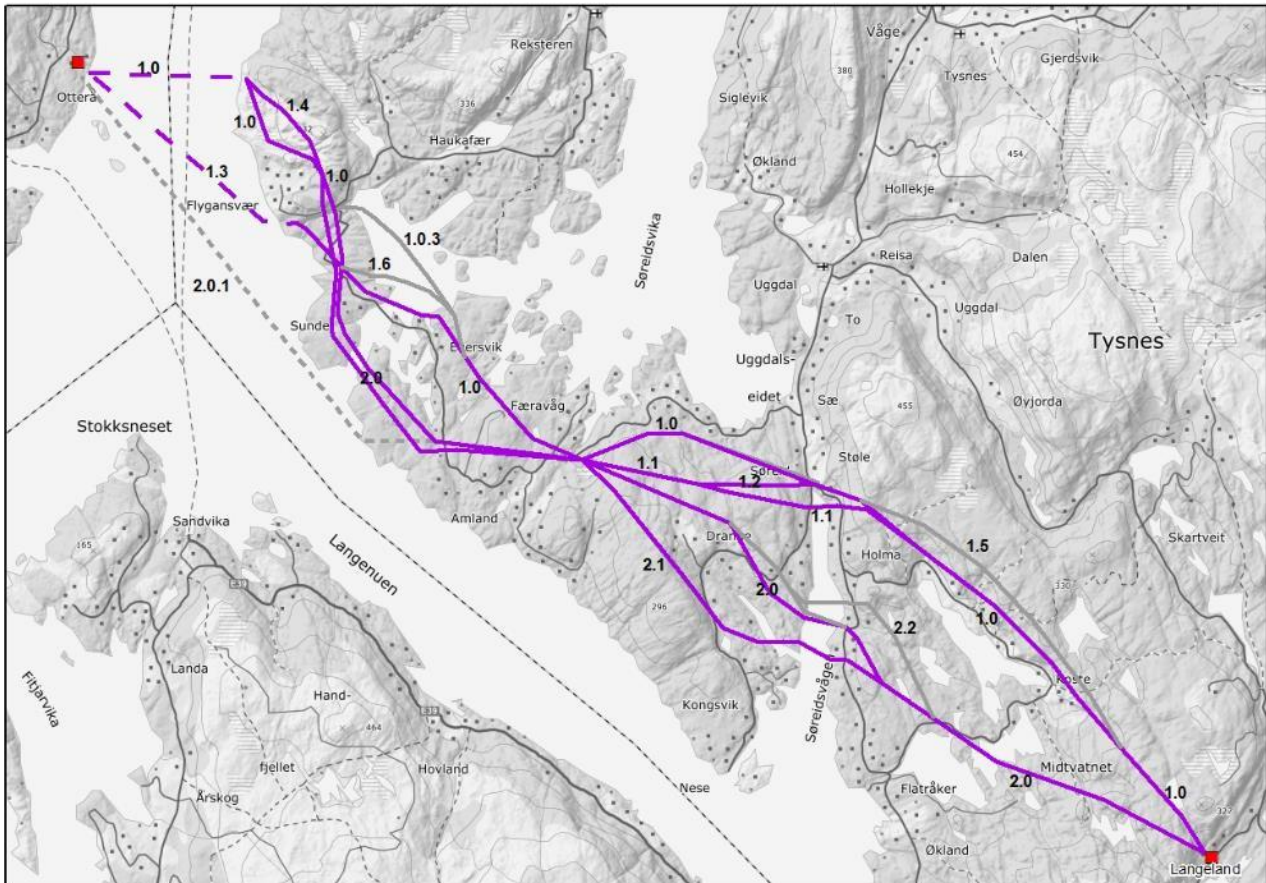 Våge
Reksteren
Gjerdsvik
Tysnes
380
1.0
Otterå
Siglevik
336
1.4
1.0
Haukafær
454
Økland
1.3
1.0
Hollekje
Flygansvær
1.0.3
Søreidsvika
Reisa
Dalen
1.6
Uggdal
Uggdal
2.0.1
To
Sunde
Tysnes
Uggdals-
eidet
2.0
1.0
Færavåg
Sæ
455
Øyjorda
Stokksneset
1.0
Støle
1.1
1.2
Amland
1.1
Sandvika
165
Langenuen
Holma
1.5
Skartveit
2.1
2.0
330
296
1.0
2.2
Landa
Hand-
Fitjarvika
464
Kongsvik
Søreidsvågen
fjellet
Hovland
Årskog
Nese
Midtvatnet
Flatråker
2.0
1.0
322
Økland
Langeland